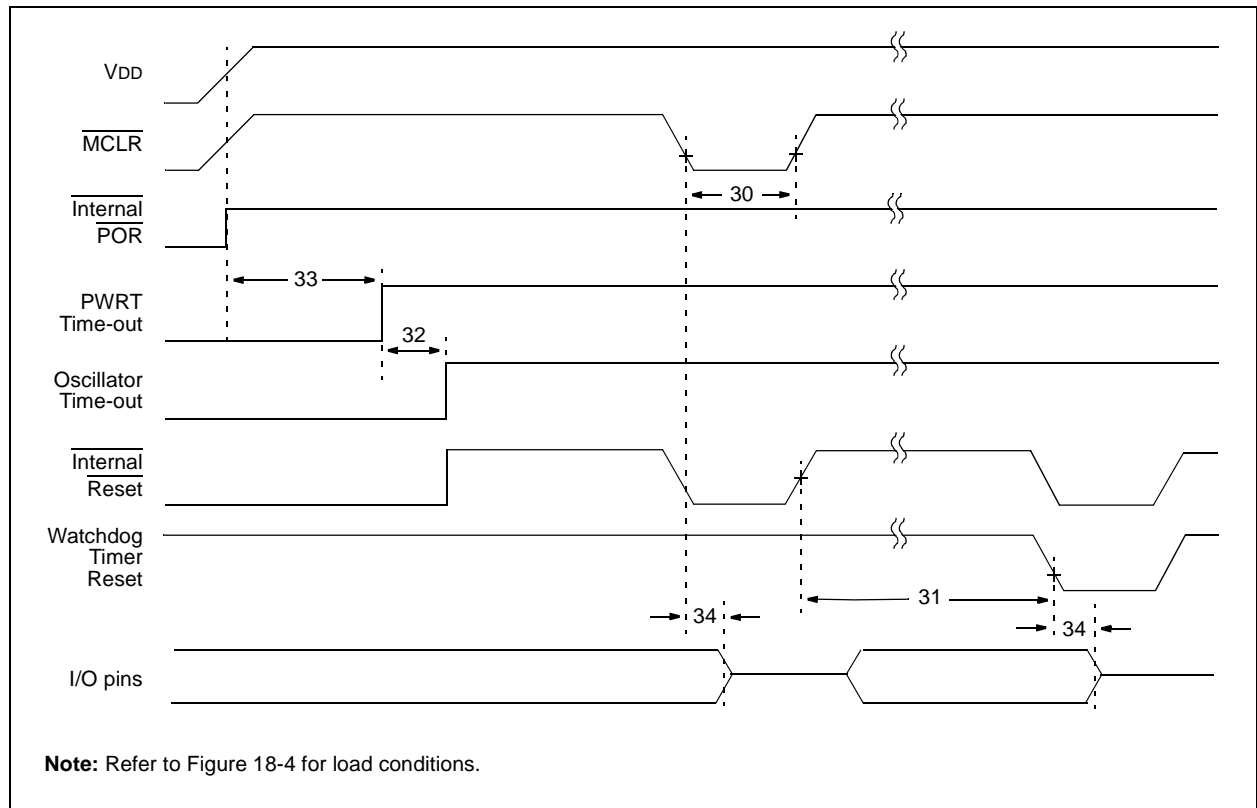 VDD
MCLR
30
Internal
POR
33
PWRT
Time-out
32
Oscillator
Time-out
Internal
Reset
Watchdog
Timer
Reset
31
34
34
I/O pins
Note: Refer to Figure 18-4 for load conditions.